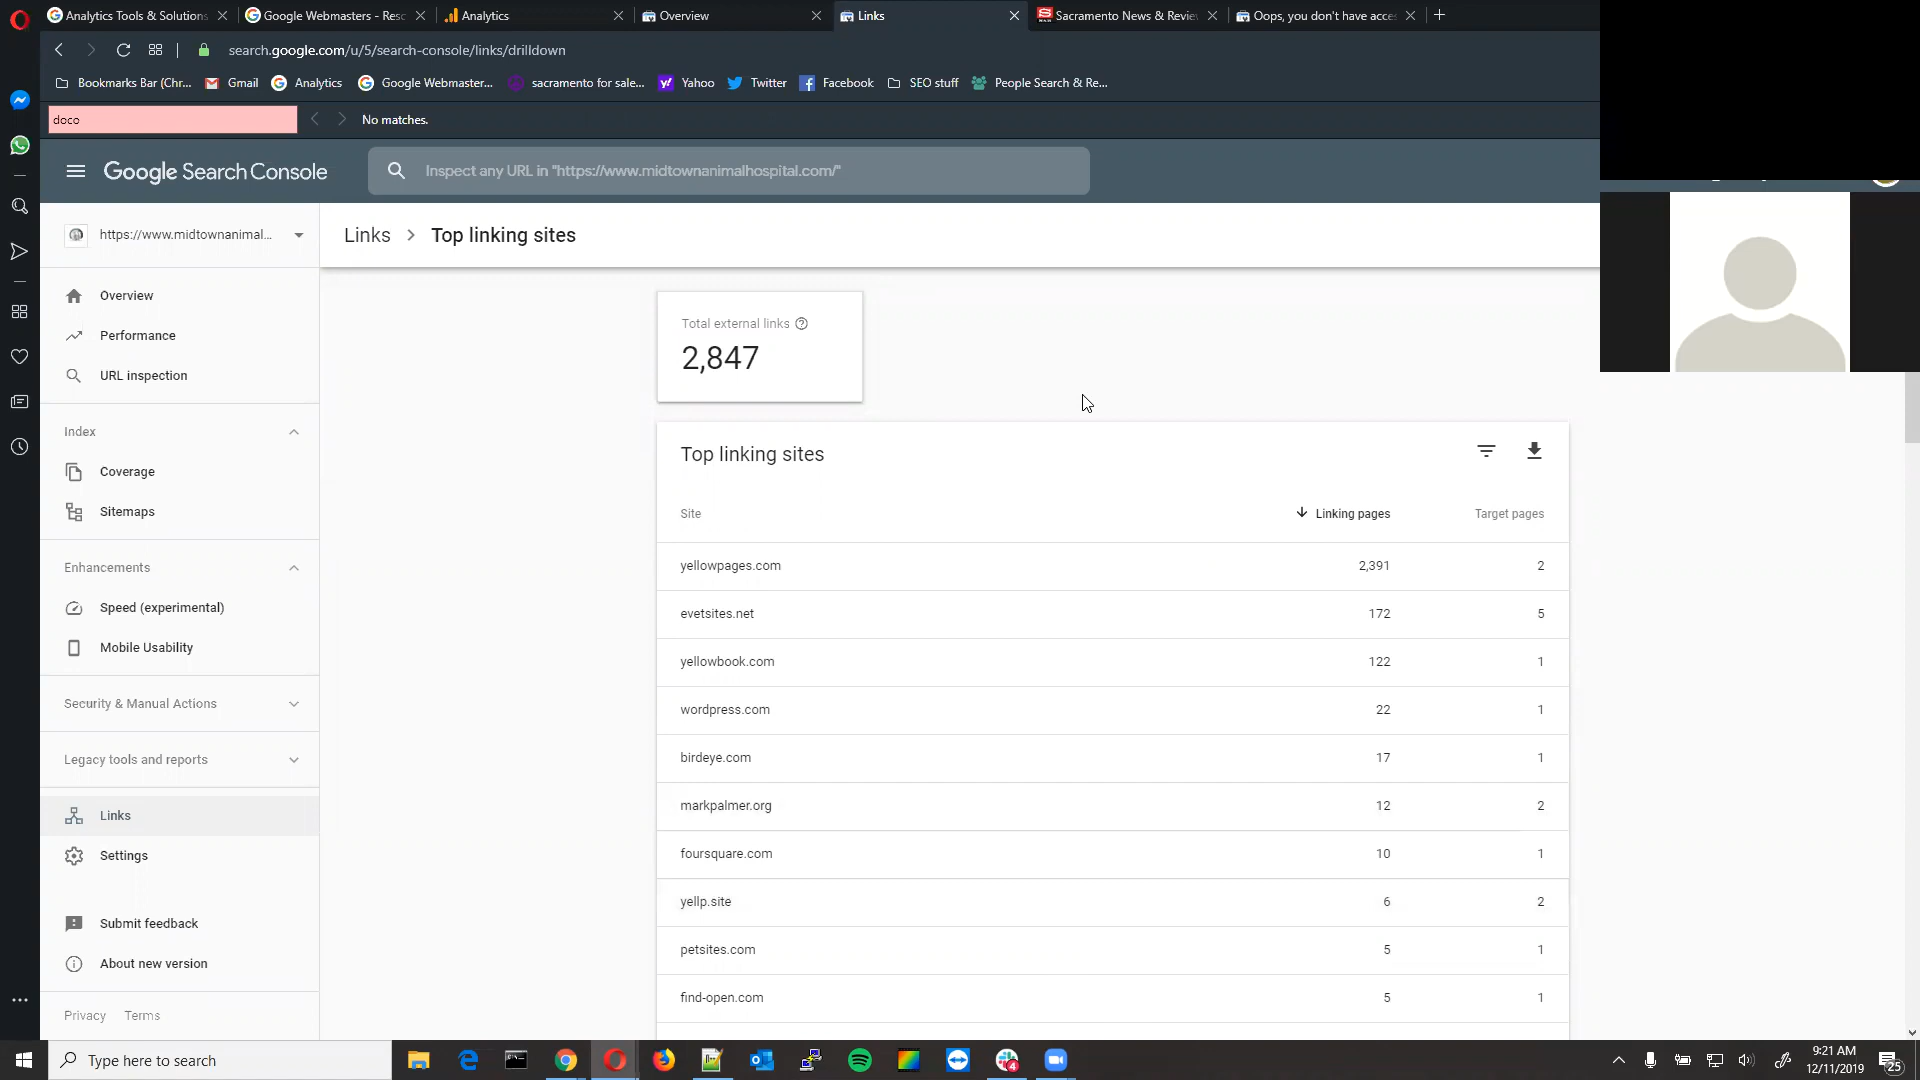 Analytics Tools & Solutions
Google Webmasters - Resc
Analytics
Overview
Links
Sacramento News & Revie
Oops, you don't have acce
search.google.com/u/5/search-console/links/drilldown
Bookmarks Bar (Chr...
Gmail
Analytics
Google Webmaster...
sacramento for sale...
Yahoo
Twitter
Facebook
SEO stuff
People Search & Re...
doco
No matches.
Google Search Console
Inspect any URL in "https://www.midtownanimalhospital.com/"
https://www.midtownanimal...
Links > Top linking sites
Overview
Performance
URL inspection
Index
Coverage
Sitemaps
Enhancements
Speed (experimental)
Mobile Usability
Security & Manual Actions
Legacy tools and reports
Links
Settings
Submit feedback
About new version
Privacy Terms
Total external links
2,847
Top linking sites
Site Linking pages Target pages
yellowpages.com 2,391 2
evetsites.net 172 5
yellowbook.com 122 1
wordpress.com 22 1
birdeye.com 17 1
markpalmer.org 12 2
foursquare.com 10 1
yellp.site 6 2
petsites.com 5 1
find-open.com 5 1
Type here to search
4
9:21 AM
12/11/2019
25